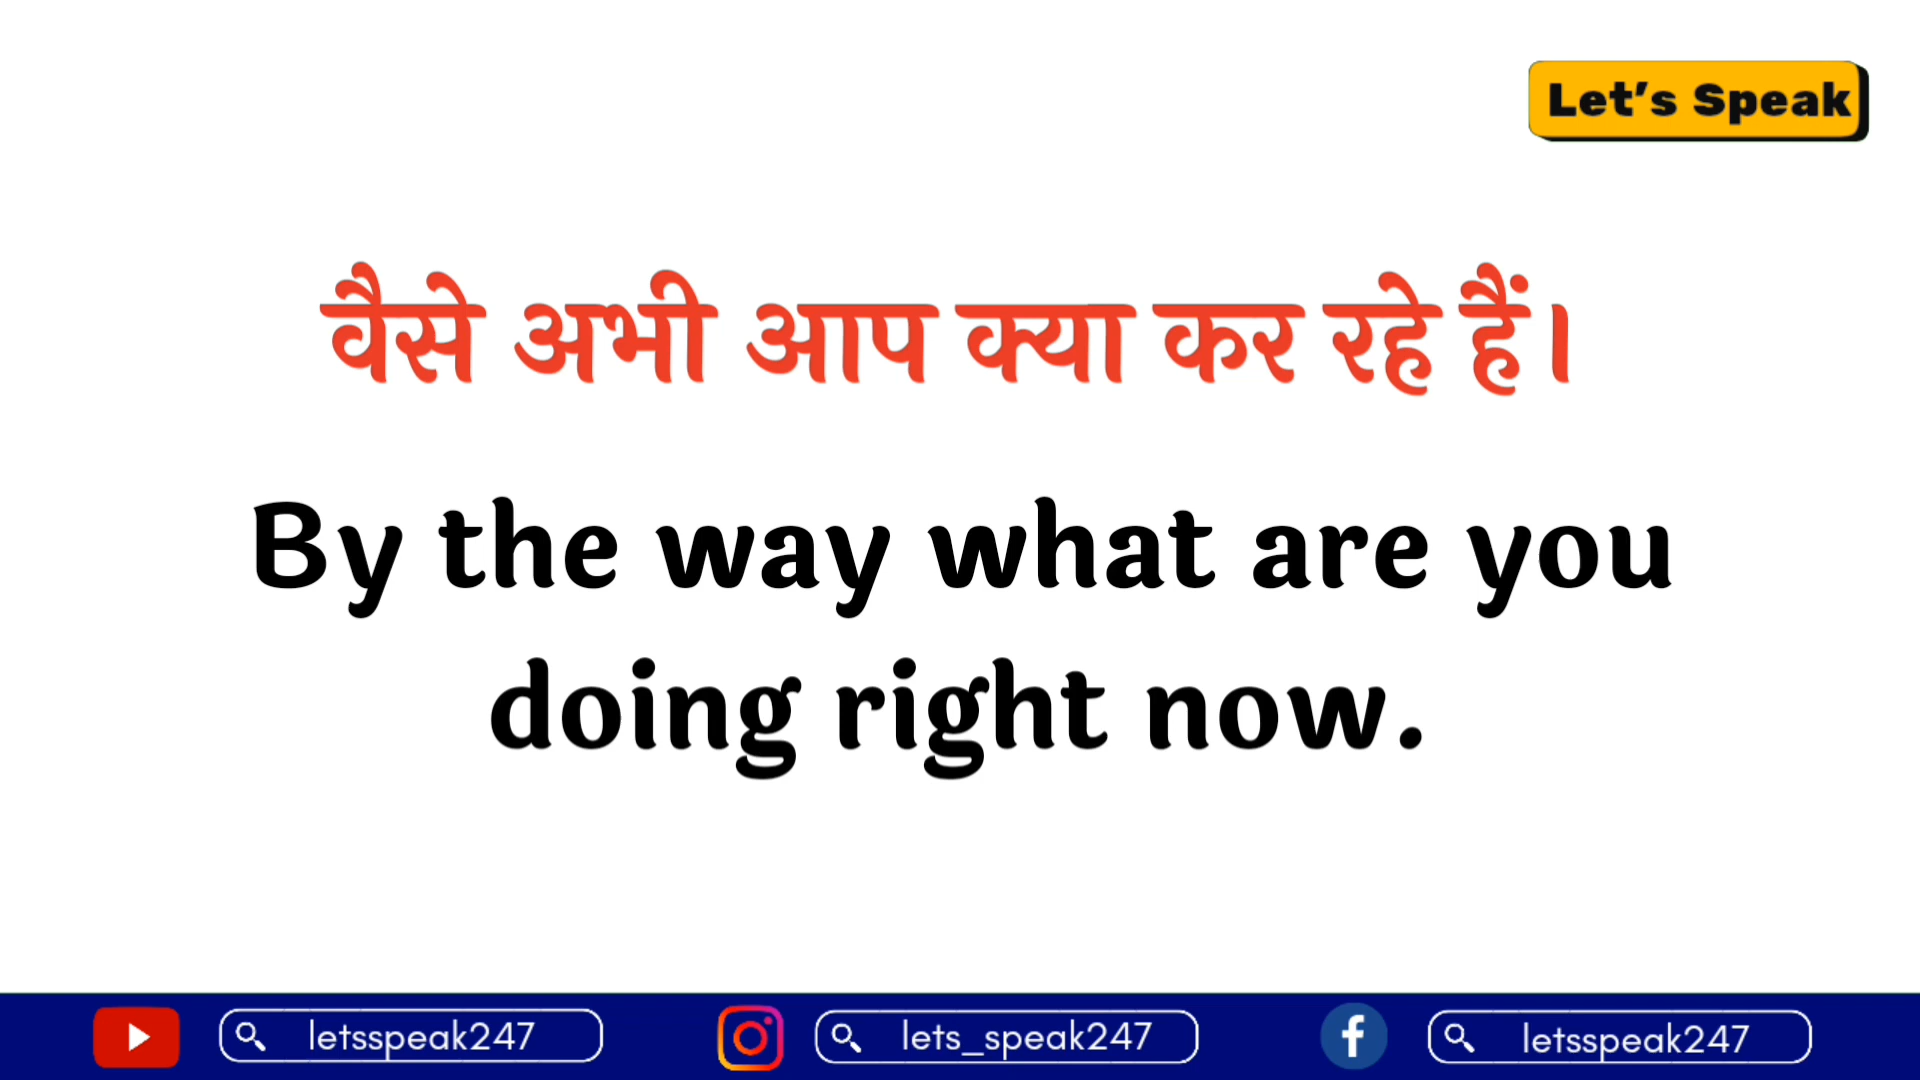 Let's Speak
वैसे अभी आप क्या कर रहे हैं।
By the way what are you
doing right now.
letsspeak247
lets_speak247
letsspeak247